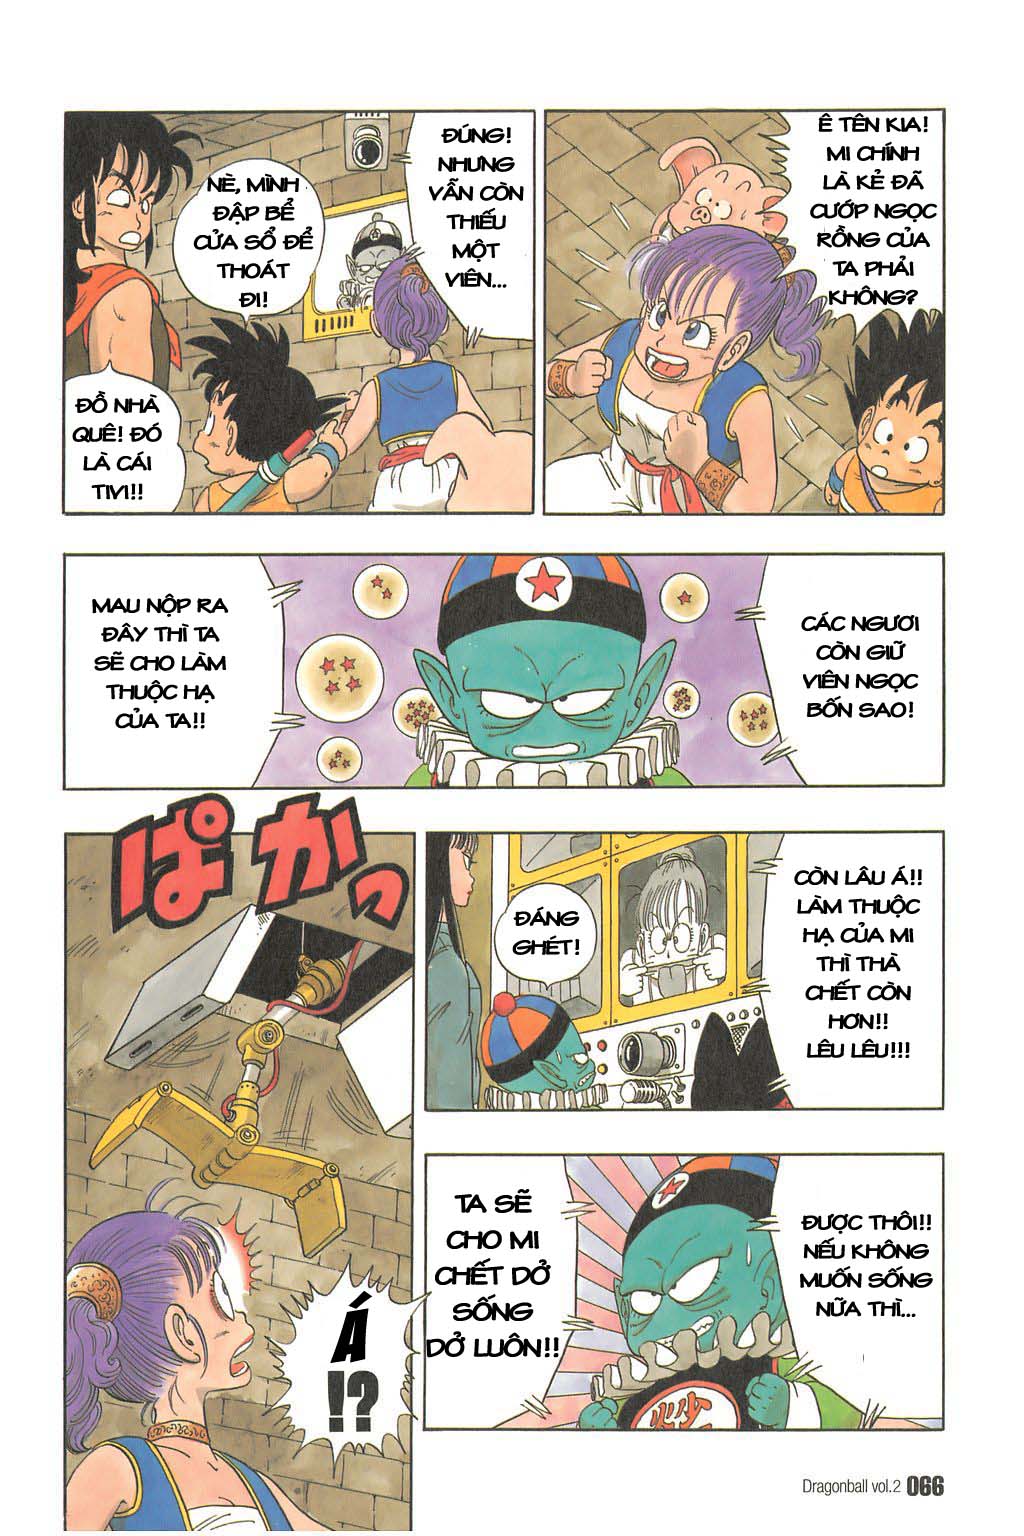 Ê TÊN KIA!
MI CHÍNH
LÀ KẺ ĐÃ
CƯỚP NGỌC
RỒNG CỦA
TA PHẢI
KHÔNG?
ĐÚNG!
NHƯNG
VẪN CÒN
THIẾU
MỘT
VIÊN...
NÈ, MÌNH
ĐẬP BỂ
CỬA SỔ ĐỂ
THOÁT
ĐI!
ĐỒ NHÀ
QUÊ! ĐÓ
LÀ CÁI
TIVI!!
CÁC NGƯƠI
CÒN GIỮ
VIÊN NGỌC
BỐN SAO!
MAU NỘP RA
ĐÂY THÌ TA
SẼ CHO LÀM
THUỘC HẠ
CỦA TA!!
CÒN LÂU Á!!
LÀM THUỘC
HẠ CỦA MI
THÌ THÀ
CHẾT CÒN
HƠN!!
LÊU LÊU!!!
ĐÁNG
GHÉT!
ĐƯỢC THÔI!!
NẾU KHÔNG
MUỐN SỐNG
NỮA THÌ...
TA SẼ
CHO MI
CHẾT DỞ
SỐNG
DỞ LUÔN!!
炒
ぱかっ
Á
!?
Dragonball vol.2 066